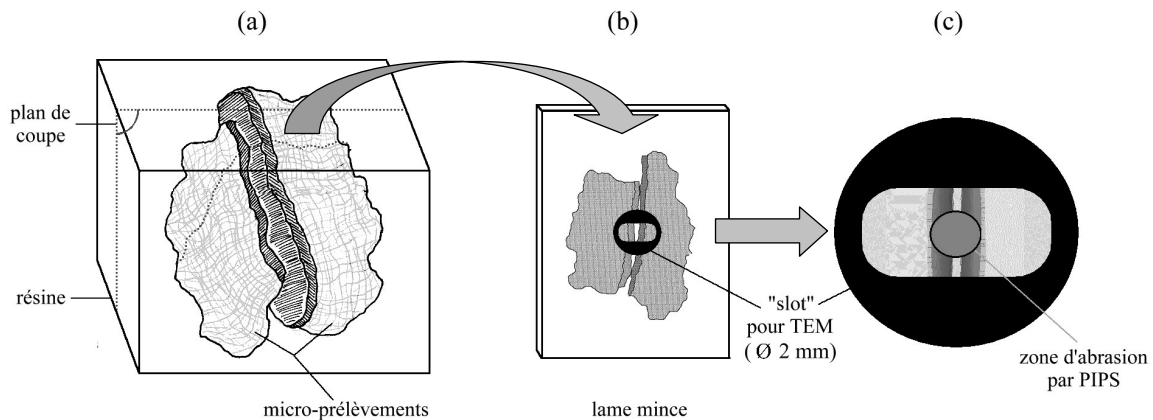 (a)
(b)
(c)
plan de
coupe
résine
micro-prélèvements
lame mince
"slot"
pour TEM
( Ø 2 mm)
zone d'abrasion
par PIPS